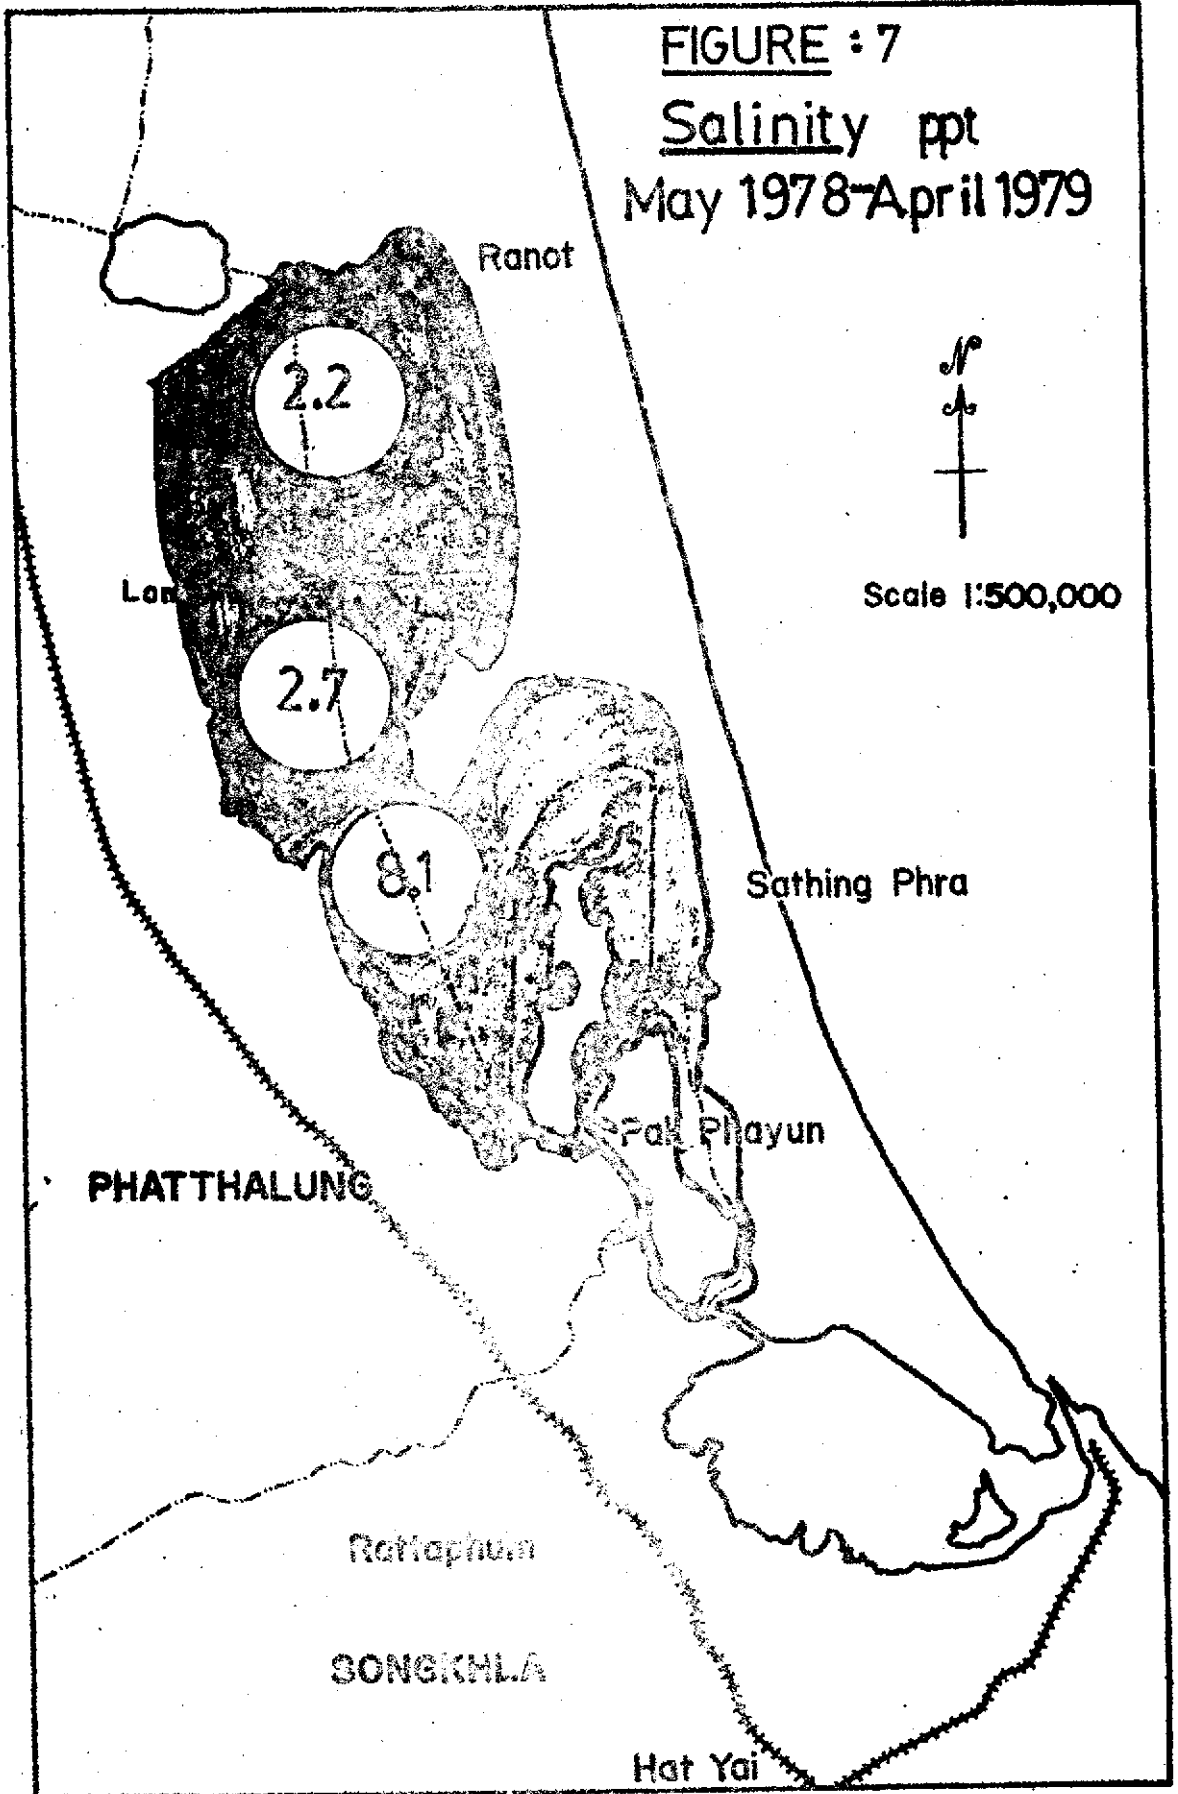 FIGURE : 7
Salinity ppt
May 1978-April 1979
Ranot
N
2.2
Scale 1:500,000
2.7
8.1
Sathing Phra
Pak Phayun
PHATTHALUNG
Rattaphum
SONGKHLA
Hat Yai